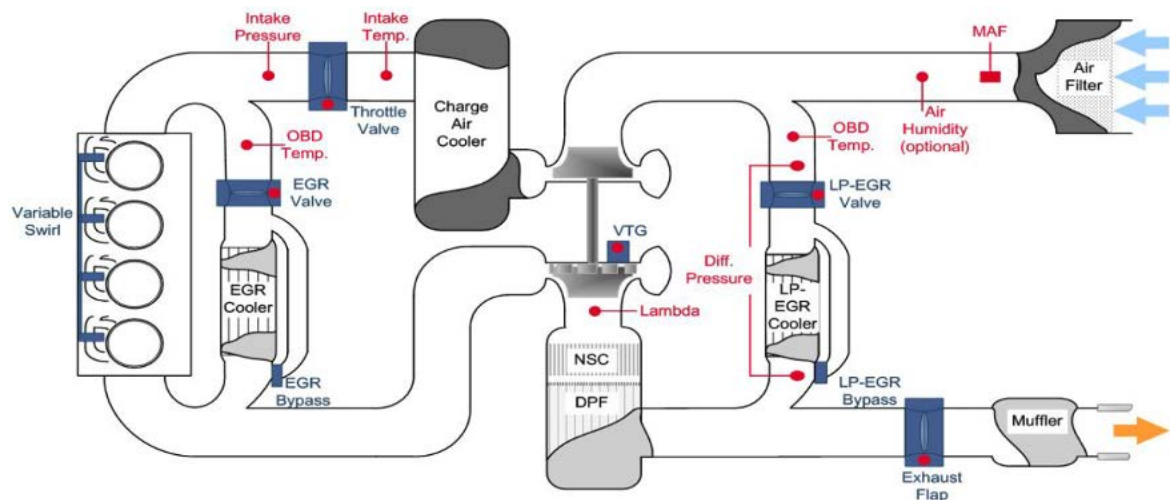 Intake
Pressure
Intake
Temp.
MAF
Air
Filter
Throttle
Valve
Charge
Air
Cooler
Air
Humidity
(optional)
OBD
Temp.
OBD
Temp.
EGR
Valve
LP-EGR
Valve
Variable
Swirl
VTG
Diff.
Pressure
EGR
Cooler
LP-
EGR
Cooler
Lambda
NSC
DPF
EGR
Bypass
LP-EGR
Bypass
Muffler
Exhaust
Flap